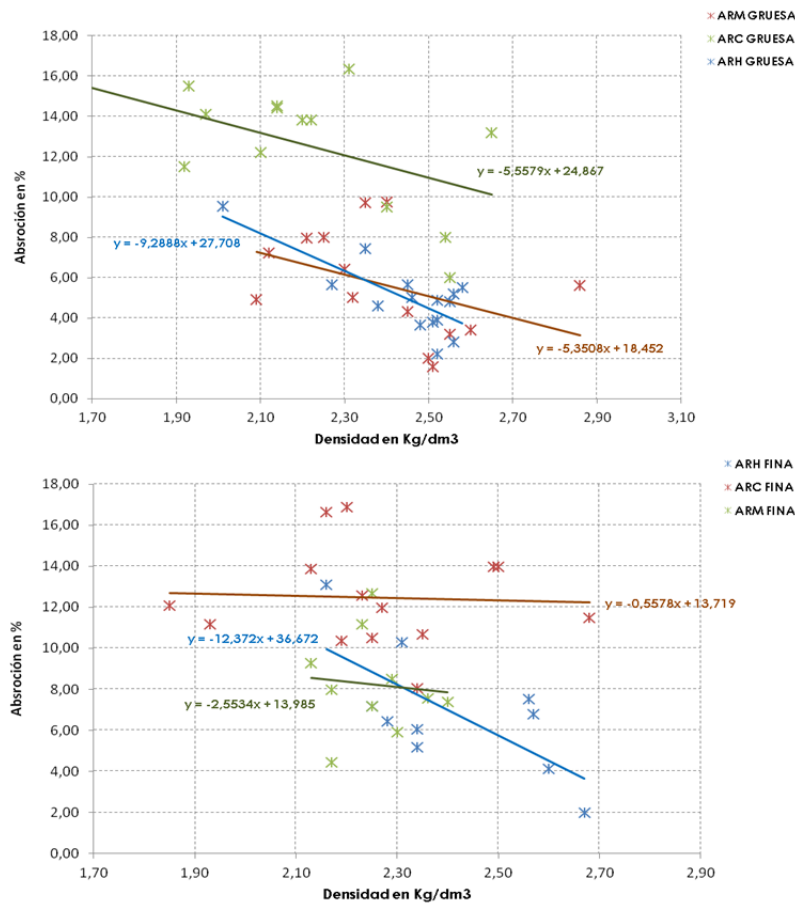 ARM GRUESA
ARC GRUESA
ARH GRUESA
18,00
16,00
14,00
12,00
10,00
8,00
6,00
4,00
2,00
0,00
Absroción en %
y = -5,5579x + 24,867
y = -9,2888x + 27,708
y = -5,3508x + 18,452
1,70 1,90 2,10 2,30 2,50 2,70 2,90 3,10
Densidad en Kg/dm3
ARH FINA
ARC FINA
ARM FINA
18,00
16,00
14,00
12,00
10,00
8,00
6,00
4,00
2,00
0,00
Absroción en %
y = -0,5578x + 13,719
y = -12,372x + 36,672
y = -2,5534x + 13,985
1,70 1,90 2,10 2,30 2,50 2,70 2,90
Densidad en Kg/dm3